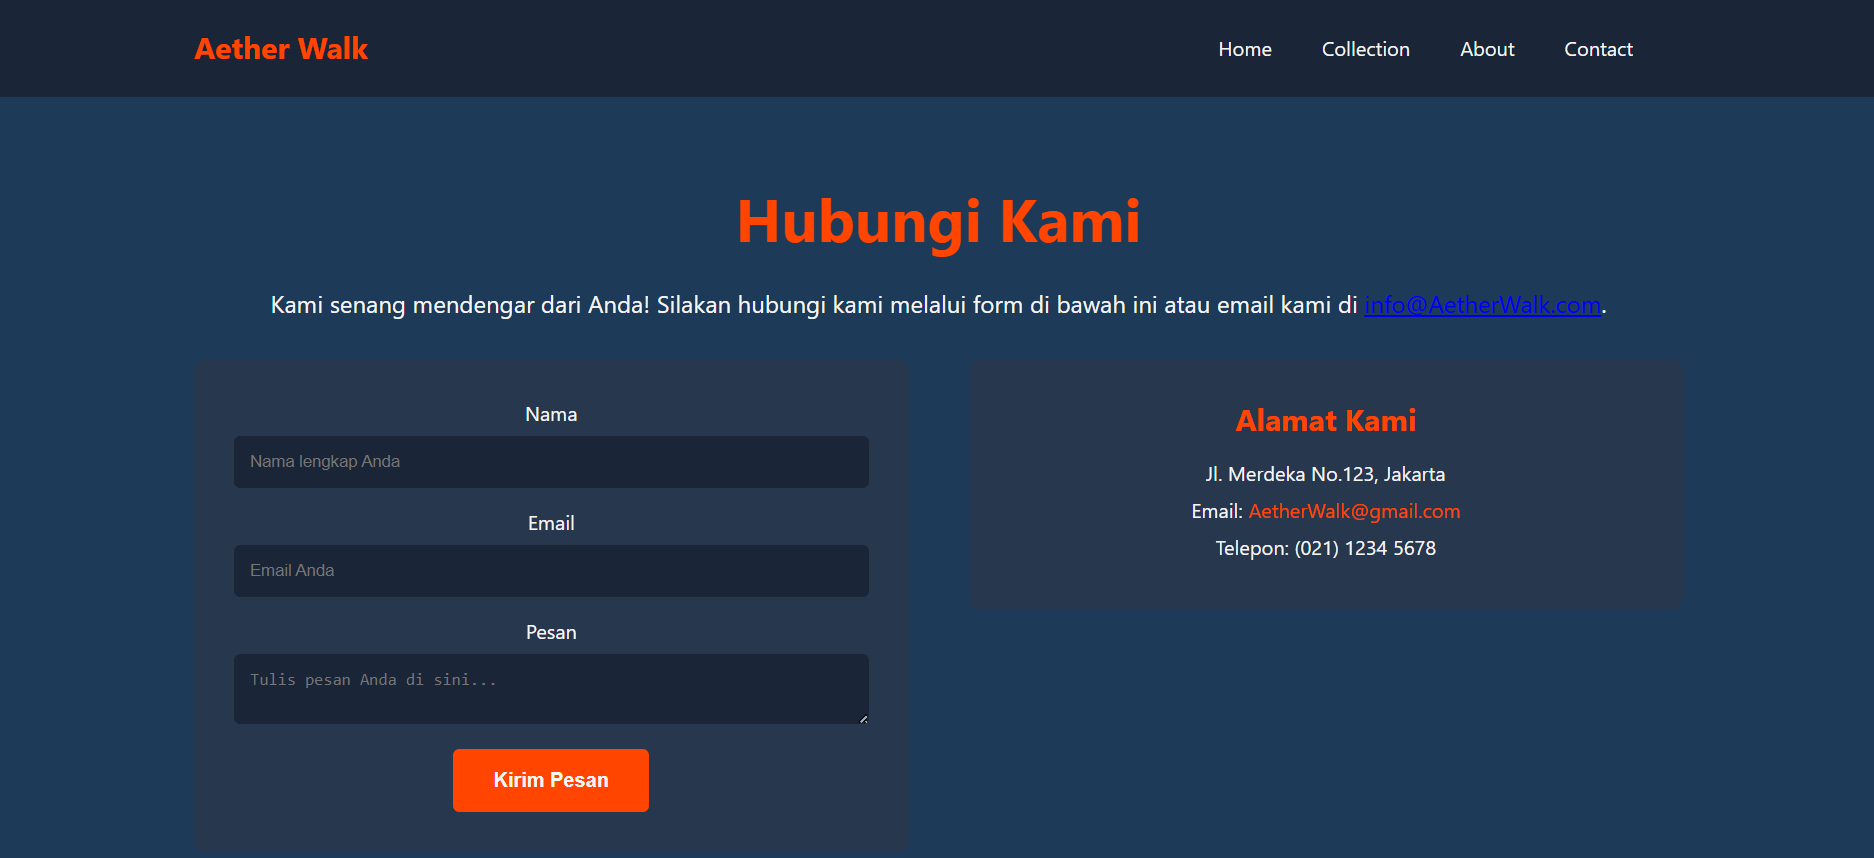 Aether Walk
Home Collection About Contact
Hubungi Kami
Kami senang mendengar dari Anda! Silakan hubungi kami melalui form di bawah ini atau email kami di info@AetherWalk.com.
Nama
Nama lengkap Anda
Email
Email Anda
Pesan
Tulis pesan Anda di sini...
Kirim Pesan
Alamat Kami
Jl. Merdeka No.123, Jakarta
Email: AetherWalk@gmail.com
Telepon: (021) 1234 5678